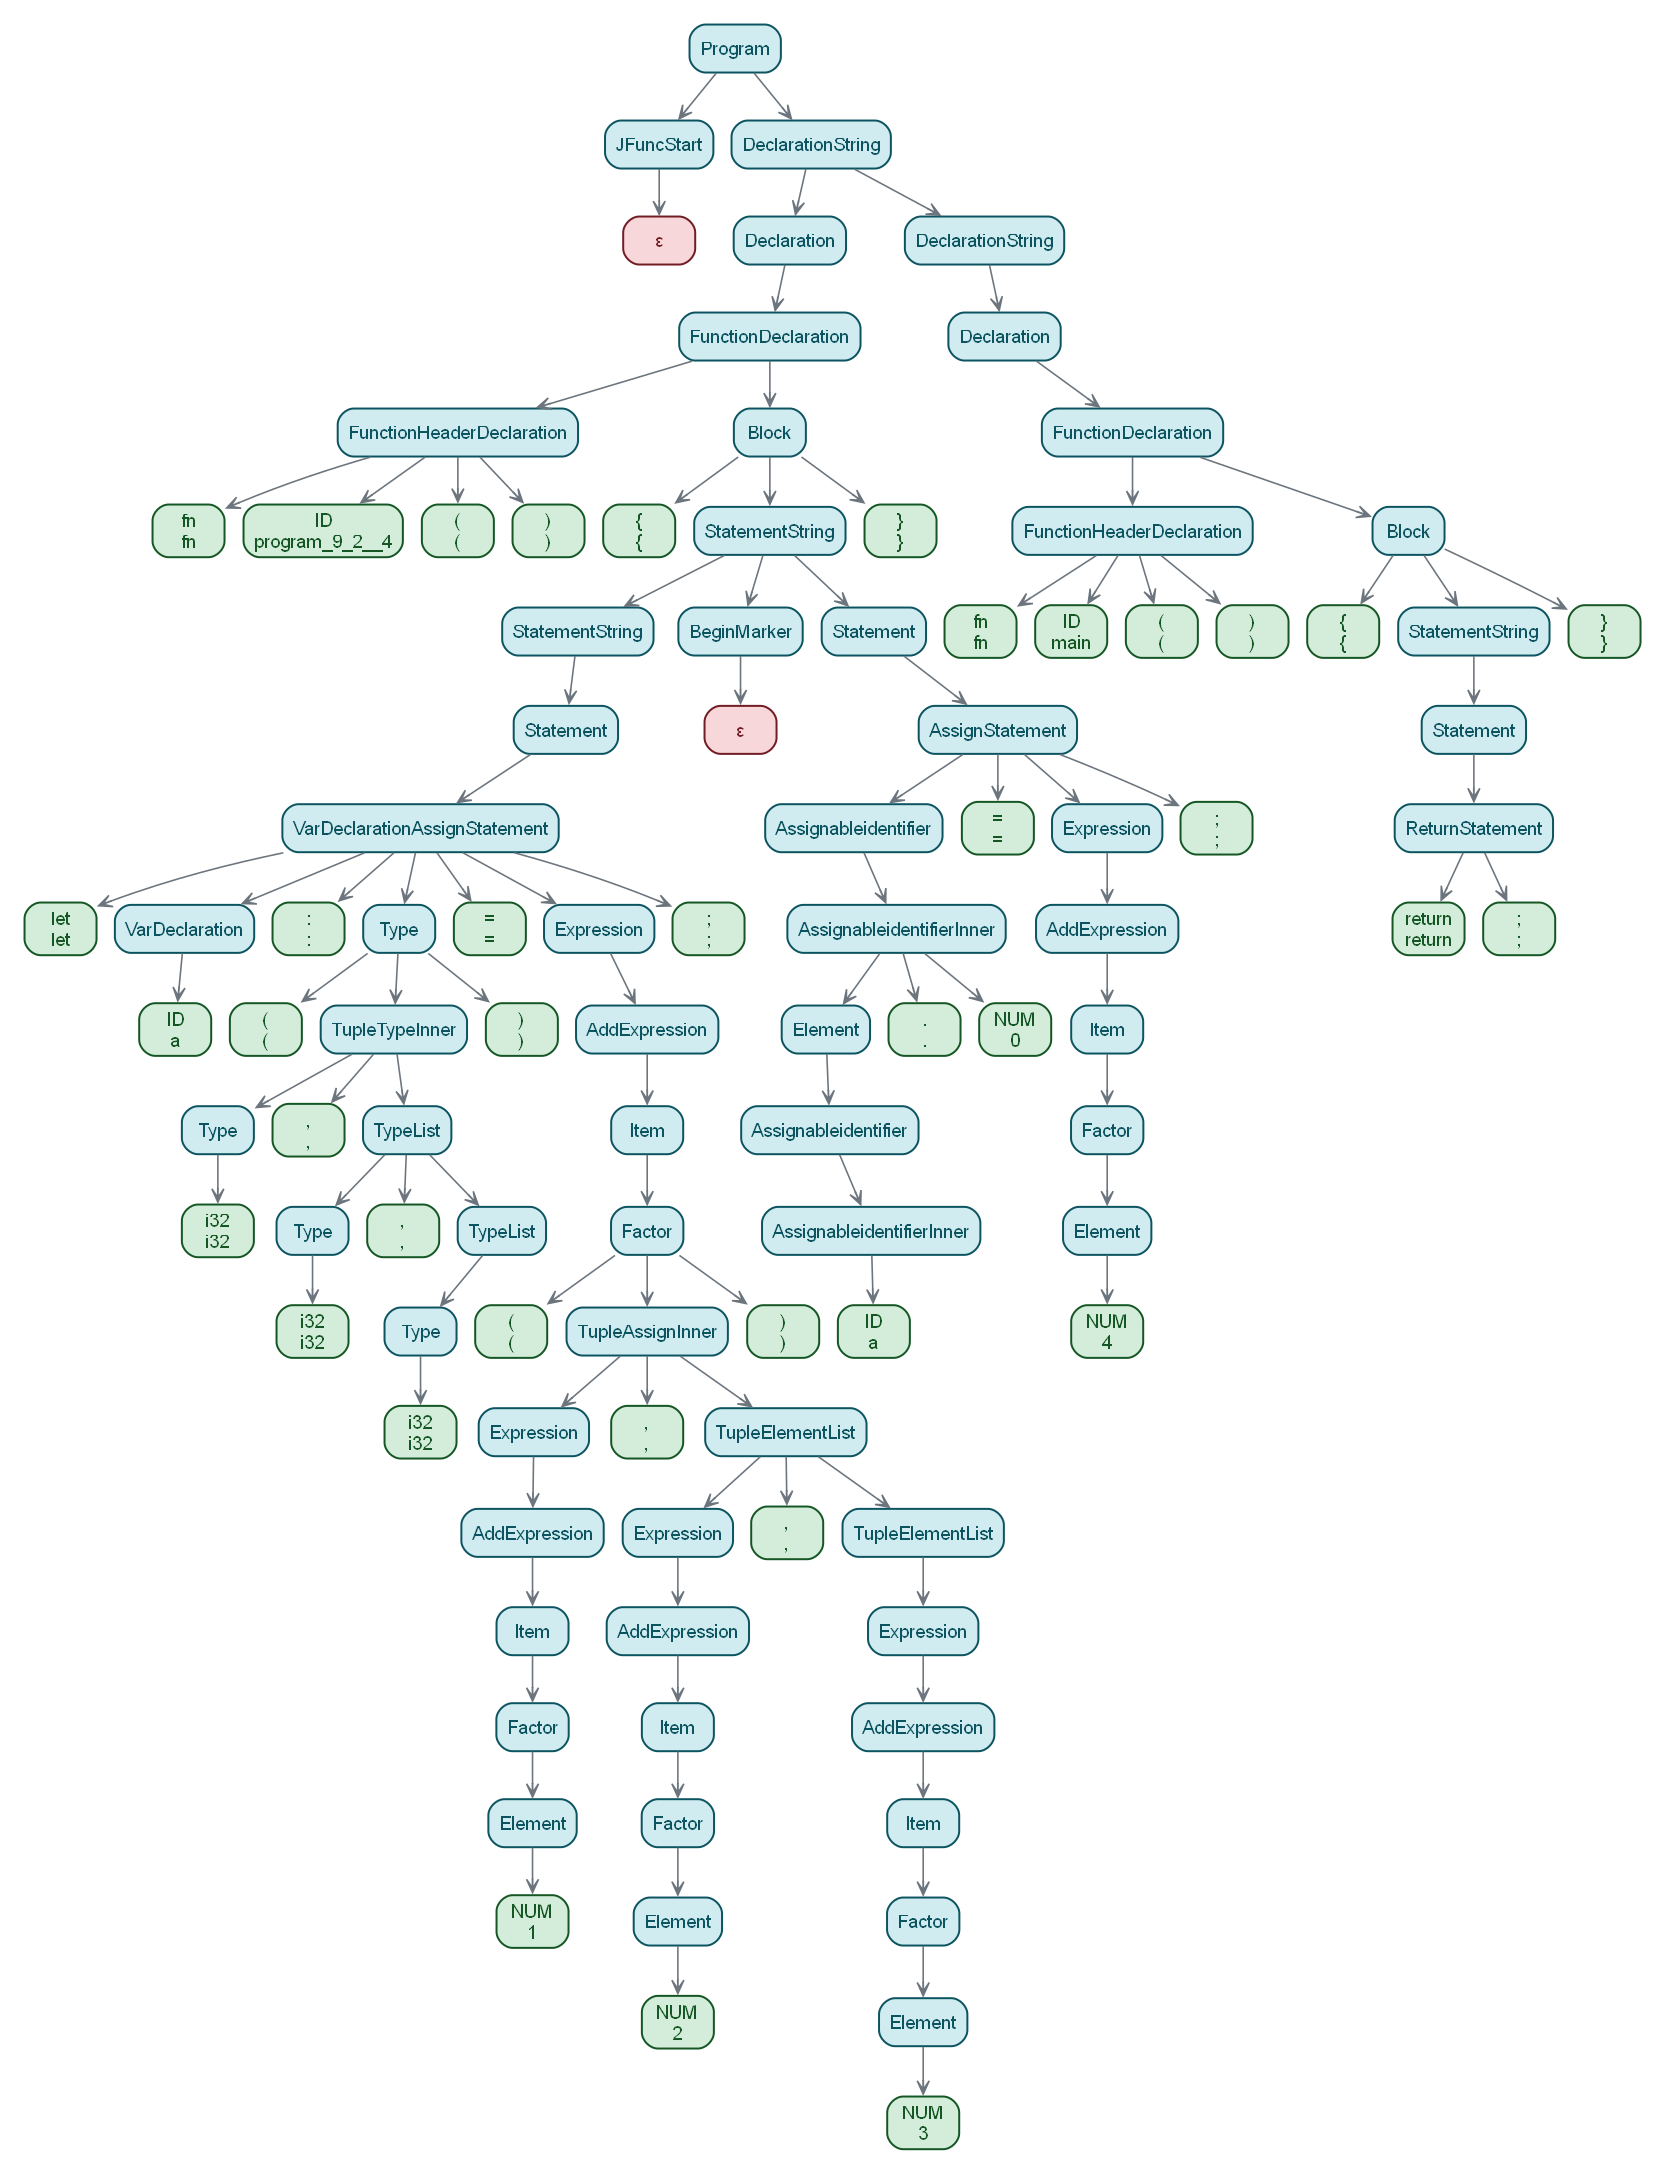 Program
JFuncStart
DeclarationString
ε
Declaration
DeclarationString
FunctionDeclaration
Declaration
FunctionHeaderDeclaration
Block
FunctionDeclaration
fn
fn
ID
program_9_2__4
(
(
)
)
{
{
StatementString
}
}
FunctionHeaderDeclaration
Block
StatementString
BeginMarker
Statement
fn
fn
ID
main
(
(
)
)
{
{
StatementString
}
}
Statement
ε
AssignStatement
Statement
VarDeclarationAssignStatement
Assignableidentifier
=
=
Expression
;
;
ReturnStatement
let
let
VarDeclaration
:
:
Type
=
=
Expression
;
;
AssignableidentifierInner
AddExpression
return
return
;
;
ID
a
(
(
TupleTypeInner
)
)
AddExpression
Element
.
.
NUM
0
Item
Type
,
,
TypeList
Item
Assignableidentifier
Factor
i32
i32
Type
,
,
TypeList
Factor
AssignableidentifierInner
Element
i32
i32
Type
(
(
TupleAssignInner
)
)
ID
a
NUM
4
i32
i32
Expression
,
,
TupleElementList
AddExpression
Expression
,
,
TupleElementList
Item
AddExpression
Expression
Factor
Item
AddExpression
Element
Factor
Item
NUM
1
Element
Factor
NUM
2
Element
NUM
3